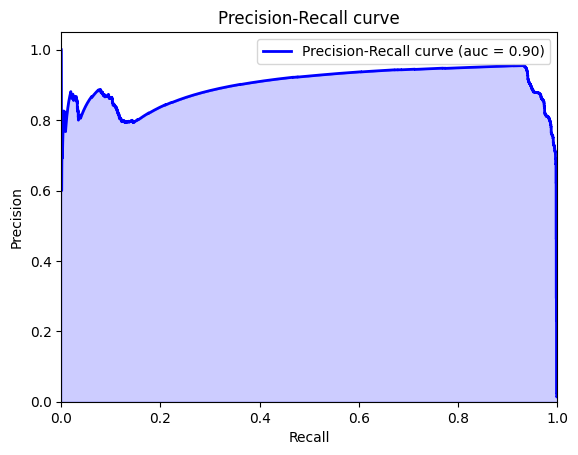 Precision-Recall curve
Precision-Recall curve (auc = 0.90)
1.0
0.8
0.6
0.4
0.2
0.0
Precision
0.0 0.2 0.4 0.6 0.8 1.0
Recall